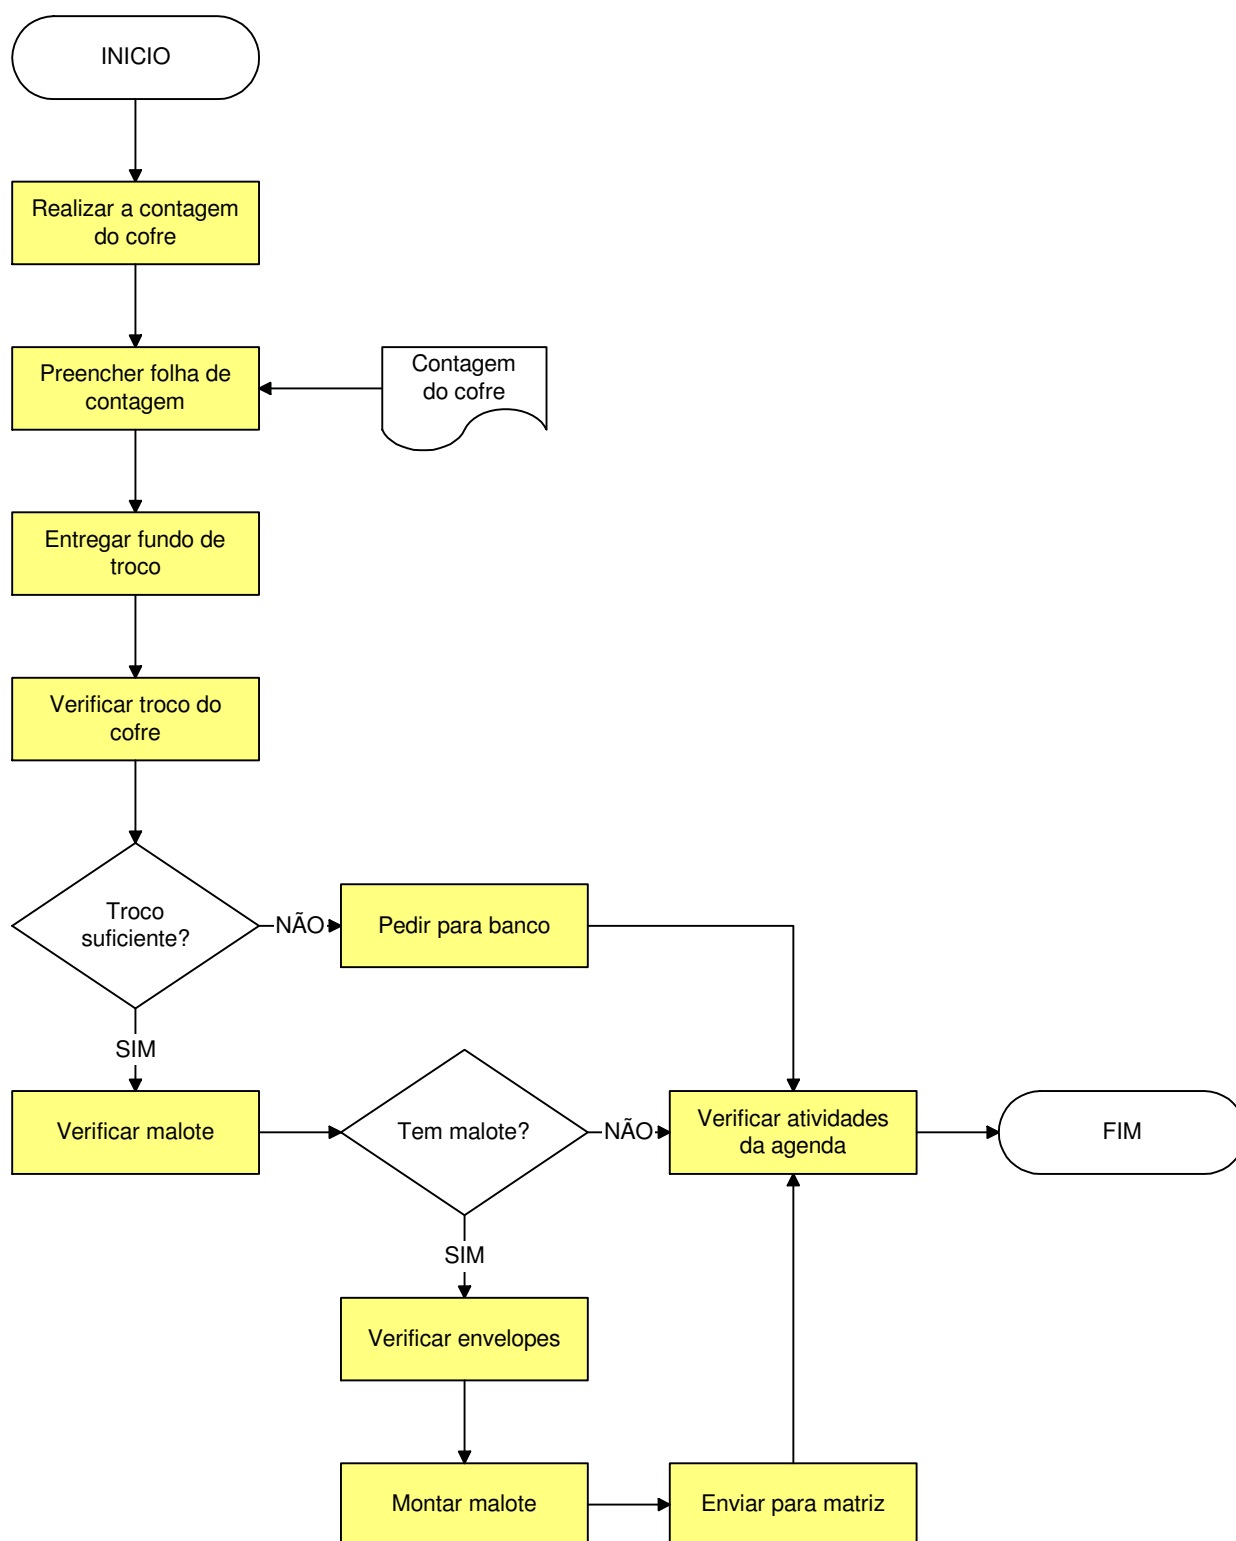 INICIO
Realizar a contagem
do cofre
Preencher folha de
contagem
Contagem
do cofre
Entregar fundo de
troco
Verificar troco do
cofre
Troco
suficiente?
NÃO
Pedir para banco
SIM
Verificar malote
Tem malote?
NÃO
Verificar atividades
da agenda
FIM
SIM
Verificar envelopes
Montar malote
Enviar para matriz